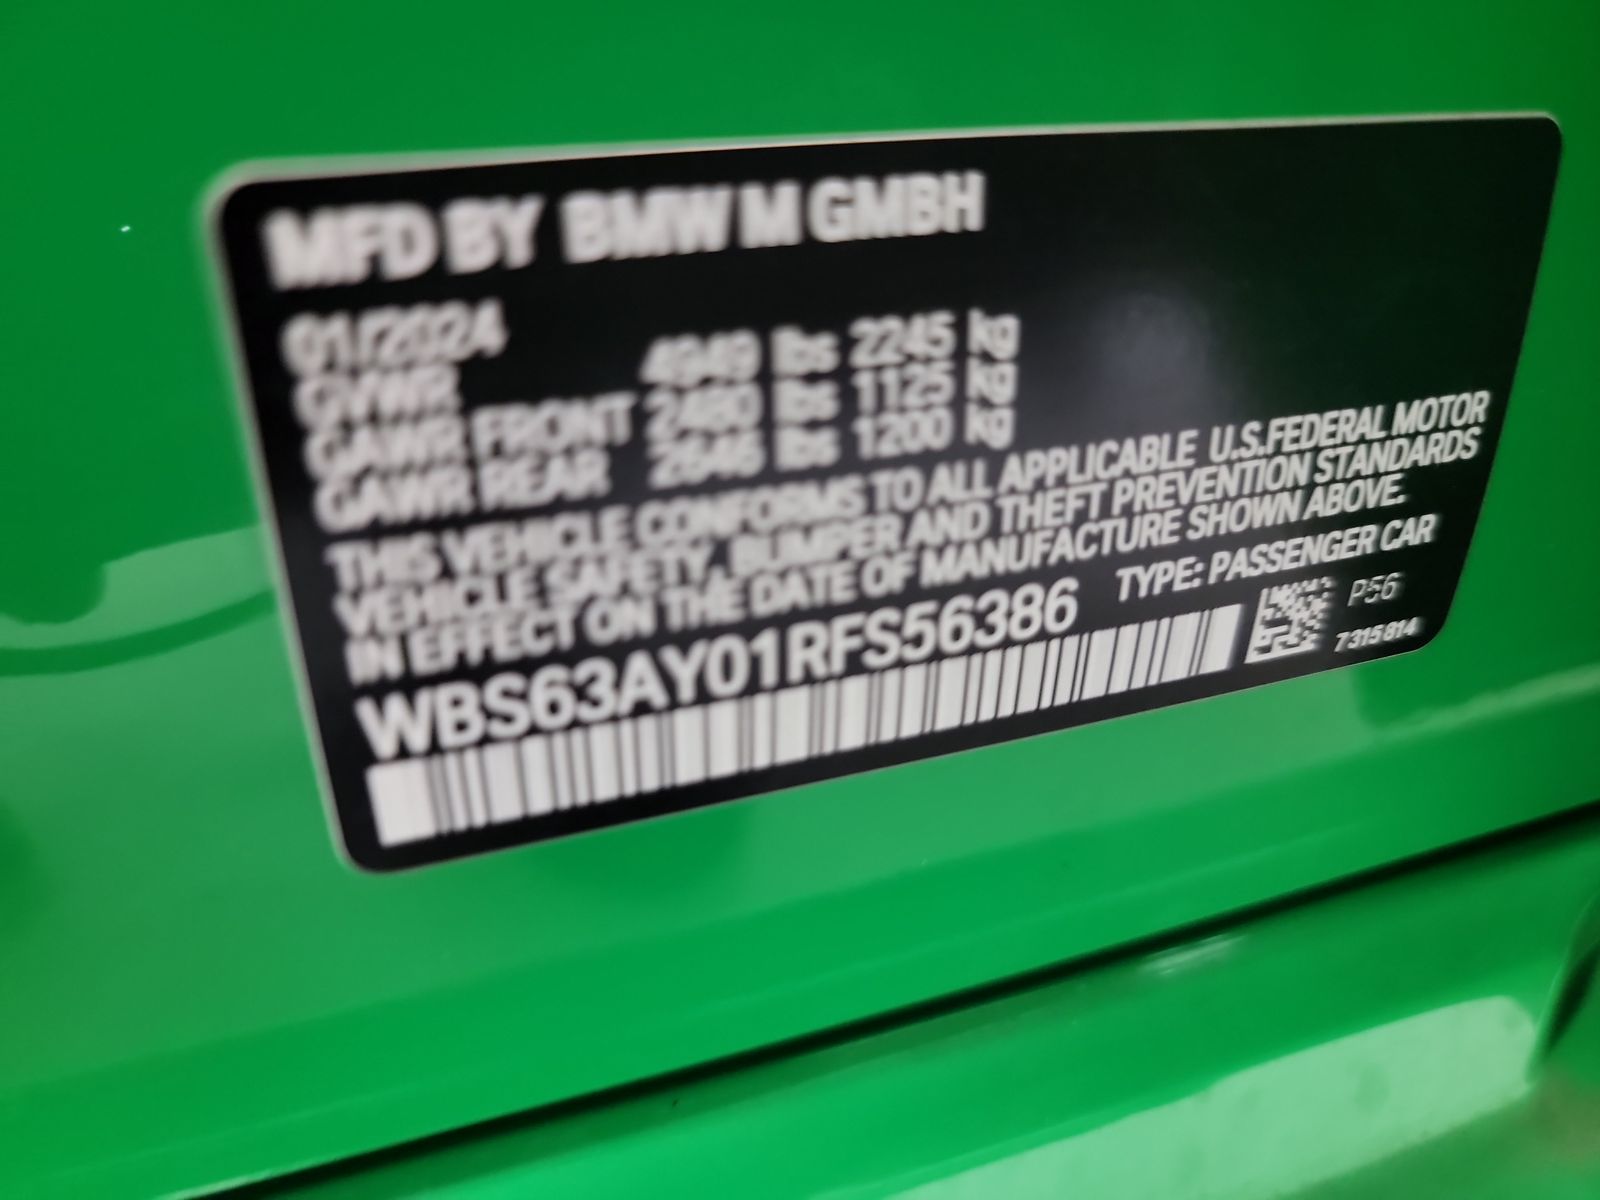 MFD BY BMW M GMBH
01/2024
GVWR 4949 lbs 2245 kg
GAWR FRONT 2480 lbs 1125 kg
GAWR REAR 2646 lbs 1200 kg
THIS VEHICLE CONFORMS TO ALL APPLICABLE U.S.FEDERAL MOTOR
VEHICLE SAFETY, BUMPER AND THEFT PREVENTION STANDARDS
IN EFFECT ON THE DATE OF MANUFACTURE SHOWN ABOVE.
WBS63AY01RFS56386 TYPE: PASSENGER CAR
P56
7315814